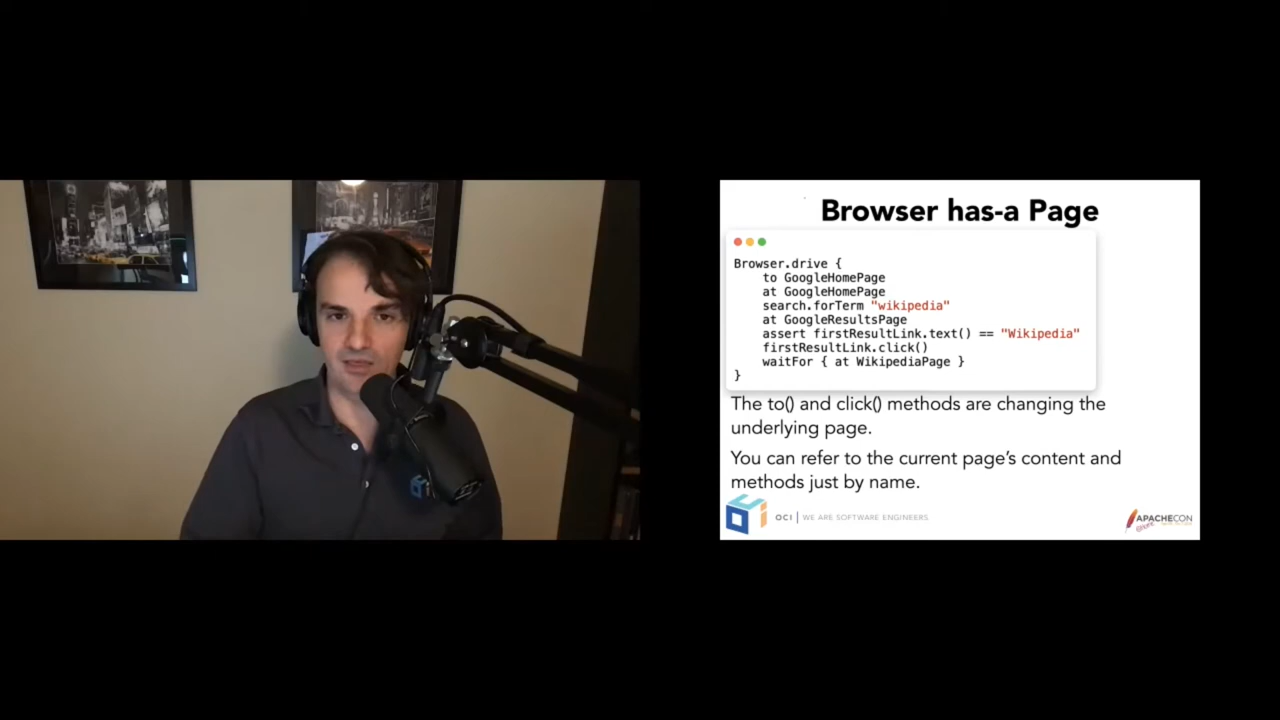 Browser has-a Page
Browser.drive {
    to GoogleHomePage
    at GoogleHomePage
    search.forTerm "wikipedia"
    at GoogleResultsPage
    assert firstResultLink.text() == "Wikipedia"
    firstResultLink.click()
    waitFor { at WikipediaPage }
}
The to() and click() methods are changing the
underlying page.
You can refer to the current page's content and
methods just by name.
OCI | WE ARE SOFTWARE ENGINEERS
APACHECON
@Home